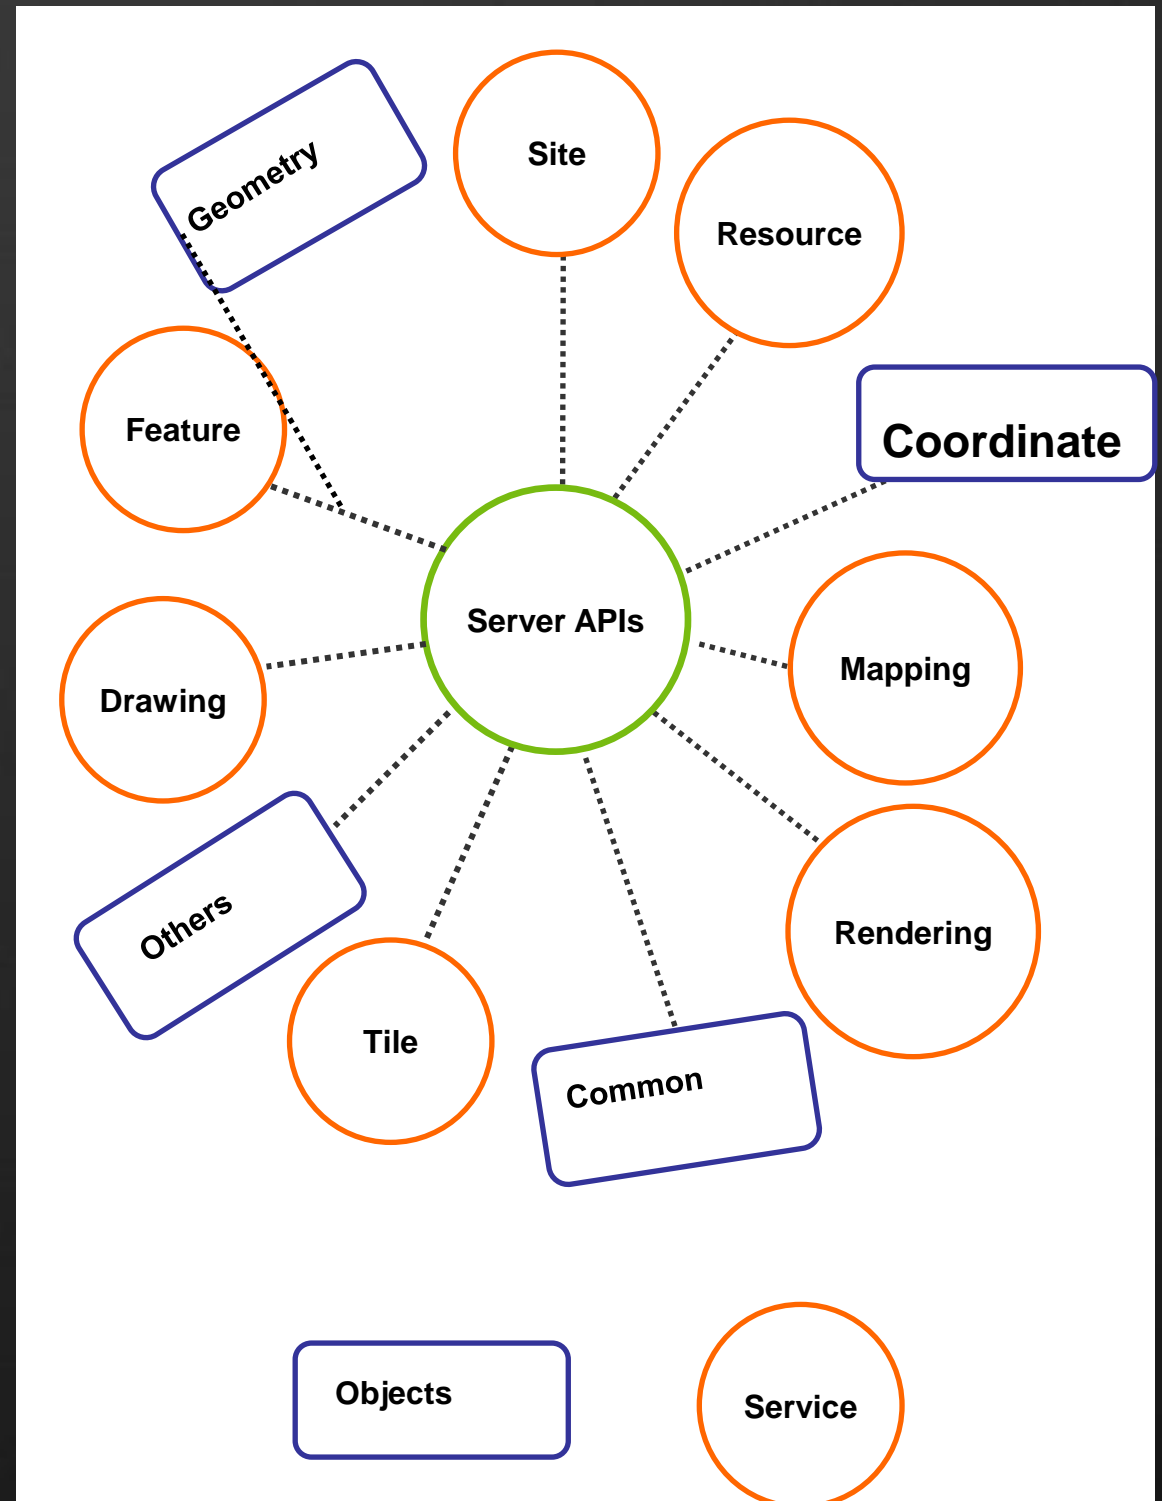 Geometry
Site
Resource
Feature
Coordinate
Server APIs
Mapping
Drawing
Others
Rendering
Tile
Common
Objects
Service